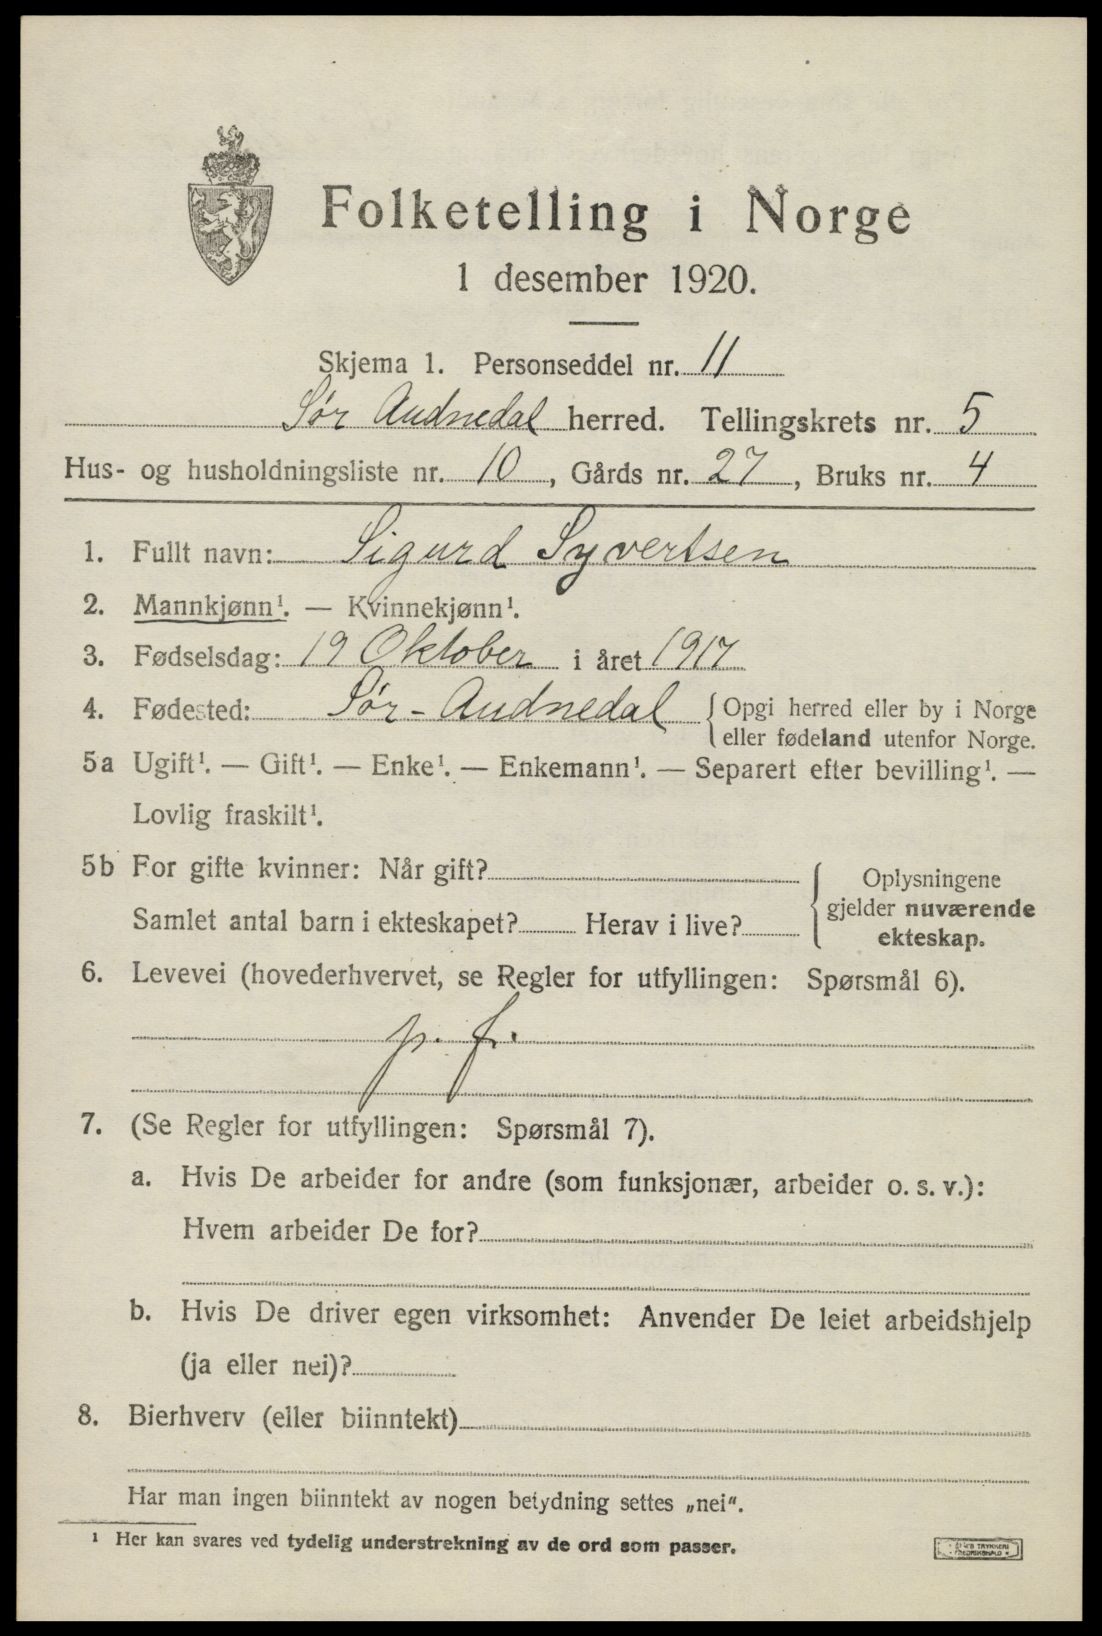 Folketelling i Norge
1 desember 1920.
Skjema 1. Personseddel nr. 11
Sør Audnedal herred. Tellingskrets nr. 5
Hus- og husholdningsliste nr. 10, Gårds nr. 27, Bruks nr. 4
1. Fullt navn: Sigurd Syvertsen
2. Mannkjønn¹. — Kvinnekjønn¹.
3. Fødselsdag: 19 Oktober i året 1917
4. Fødested: Sør-Audnedal { Opgi herred eller by i Norge
eller fødeland utenfor Norge.
5a Ugift¹. — Gift¹. — Enke¹. — Enkemann¹. — Separert efter bevilling¹. —
Lovlig fraskilt¹.
5b For gifte kvinner: Når gift?
Samlet antal barn i ekteskapet? Herav i live?
{ Oplysningene
gjelder nuværende
ekteskap.
6. Levevei (hovederhvervet, se Regler for utfyllingen: Spørsmål 6).
p. f.
7. (Se Regler for utfyllingen: Spørsmål 7).
a. Hvis De arbeider for andre (som funksjonær, arbeider o. s. v.):
Hvem arbeider De for?
b. Hvis De driver egen virksomhet: Anvender De leiet arbeidshjelp
(ja eller nei)?
8. Bierhverv (eller biinntekt)
Har man ingen biinntekt av nogen betydning settes „nei".
¹ Her kan svares ved tydelig understrekning av de ord som passer.
TRYKKERI
FREDRIKSHALD